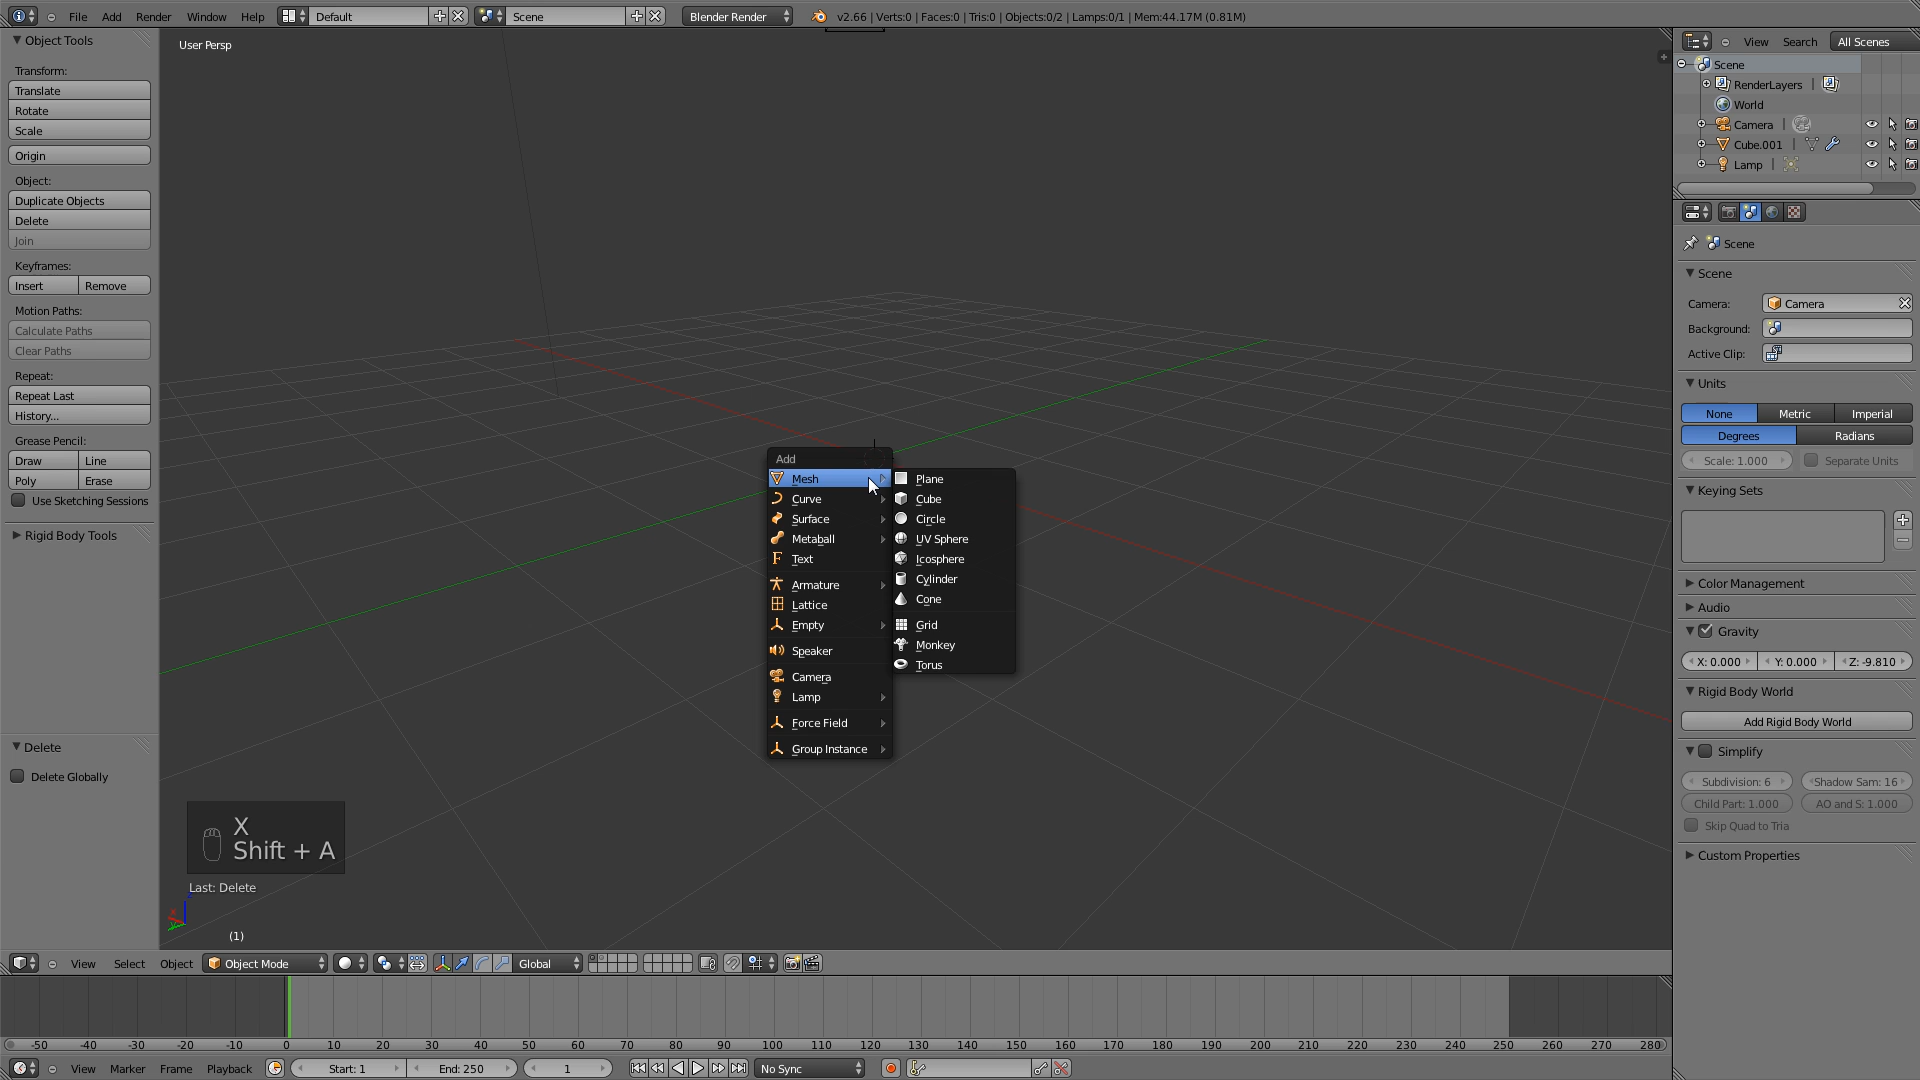 File Add Render Window Help Default Scene Blender Render v2.66 | Verts:0 | Faces:0 | Tris:0 | Objects:0/2 | Lamps:0/1 | Mem:44.17M (0.81M)
Object Tools
Transform:
Translate
Rotate
Scale
Origin
Object:
Duplicate Objects
Delete
Join
Keyframes:
Insert Remove
Motion Paths:
Calculate Paths
Clear Paths
Repeat:
Repeat Last
History...
Grease Pencil:
Draw Line
Poly Erase
Use Sketching Sessions
Rigid Body Tools
Delete
Delete Globally
User Persp
Add
Mesh
Curve
Surface
Metaball
Text
Armature
Lattice
Empty
Speaker
Camera
Lamp
Force Field
Group Instance
Plane
Cube
Circle
UV Sphere
Icosphere
Cylinder
Cone
Grid
Monkey
Torus
X
Shift + A
Last: Delete
(1)
View Select Object Object Mode Global
View Search All Scenes
Scene
RenderLayers |
World
Camera |
Cube.001 |
Lamp |
Scene
Scene
Camera: Camera
Background:
Active Clip:
Units
None Metric Imperial
Degrees Radians
Scale: 1.000 Separate Units
Keying Sets
Color Management
Audio
Gravity
X: 0.000 Y: 0.000 Z: -9.810
Rigid Body World
Add Rigid Body World
Simplify
Subdivision: 6 Shadow Sam: 16
Child Part: 1.000 AO and S: 1.000
Skip Quad to Tria
Custom Properties
-50 -40 -30 -20 -10 0 10 20 30 40 50 60 70 80 90 100 110 120 130 140 150 160 170 180 190 200 210 220 230 240 250 260 270 280
View Marker Frame Playback Start: 1 End: 250 1 No Sync